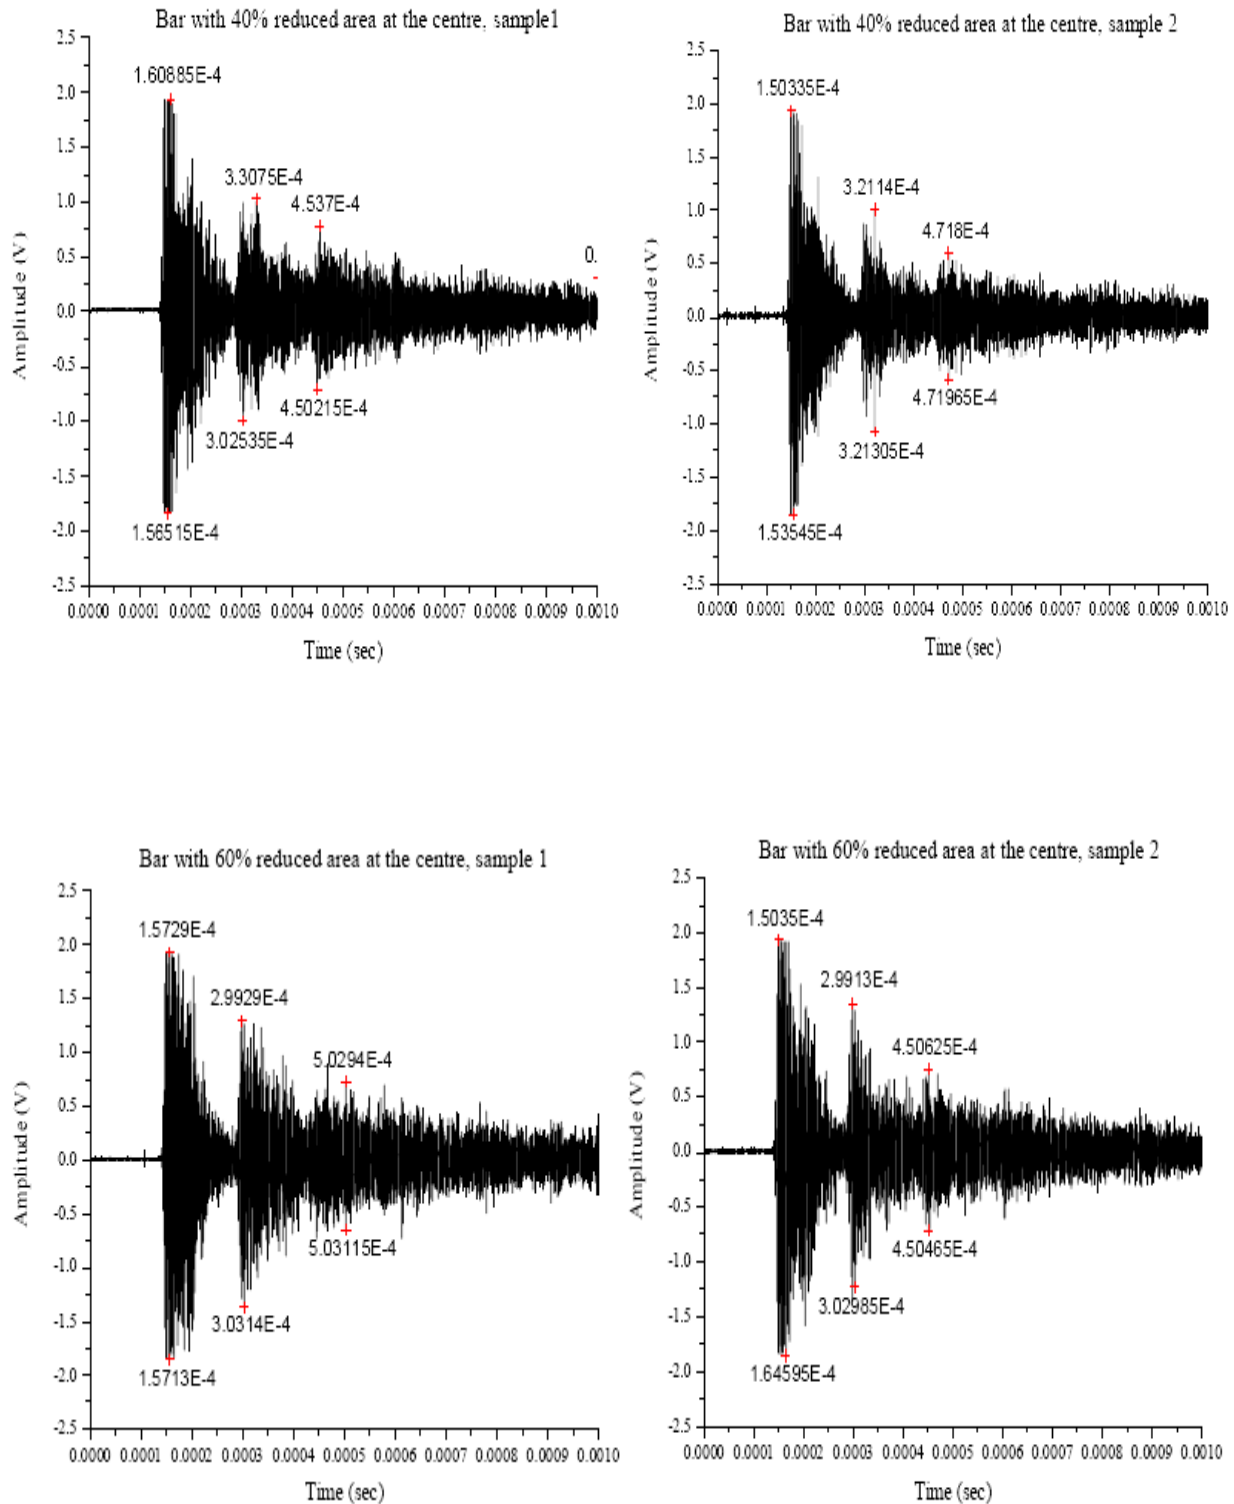 Bar with 40% reduced area at the centre, sample1
2.5
2.0
1.5
1.0
0.5
0.0
-0.5
-1.0
-1.5
-2.0
-2.5
Amplitude (V)
1.60885E-4
3.3075E-4
4.537E-4
0.
4.50215E-4
3.02535E-4
1.56515E-4
0.0000 0.0001 0.0002 0.0003 0.0004 0.0005 0.0006 0.0007 0.0008 0.0009 0.0010
Time (sec)
Bar with 40% reduced area at the centre, sample 2
2.5
2.0
1.5
1.0
0.5
0.0
-0.5
-1.0
-1.5
-2.0
-2.5
Amplitude (V)
1.50335E-4
3.2114E-4
4.718E-4
4.71965E-4
3.21305E-4
1.53545E-4
0.0000 0.0001 0.0002 0.0003 0.0004 0.0005 0.0006 0.0007 0.0008 0.0009 0.0010
Time (sec)
Bar with 60% reduced area at the centre, sample 1
2.5
2.0
1.5
1.0
0.5
0.0
-0.5
-1.0
-1.5
-2.0
-2.5
Amplitude (V)
1.5729E-4
2.9929E-4
5.0294E-4
5.03115E-4
3.0314E-4
1.5713E-4
0.0000 0.0001 0.0002 0.0003 0.0004 0.0005 0.0006 0.0007 0.0008 0.0009 0.0010
Time (sec)
Bar with 60% reduced area at the centre, sample 2
2.5
2.0
1.5
1.0
0.5
0.0
-0.5
-1.0
-1.5
-2.0
-2.5
Amplitude (V)
1.5035E-4
2.9913E-4
4.50625E-4
4.50465E-4
3.02985E-4
1.64595E-4
0.0000 0.0001 0.0002 0.0003 0.0004 0.0005 0.0006 0.0007 0.0008 0.0009 0.0010
Time (sec)